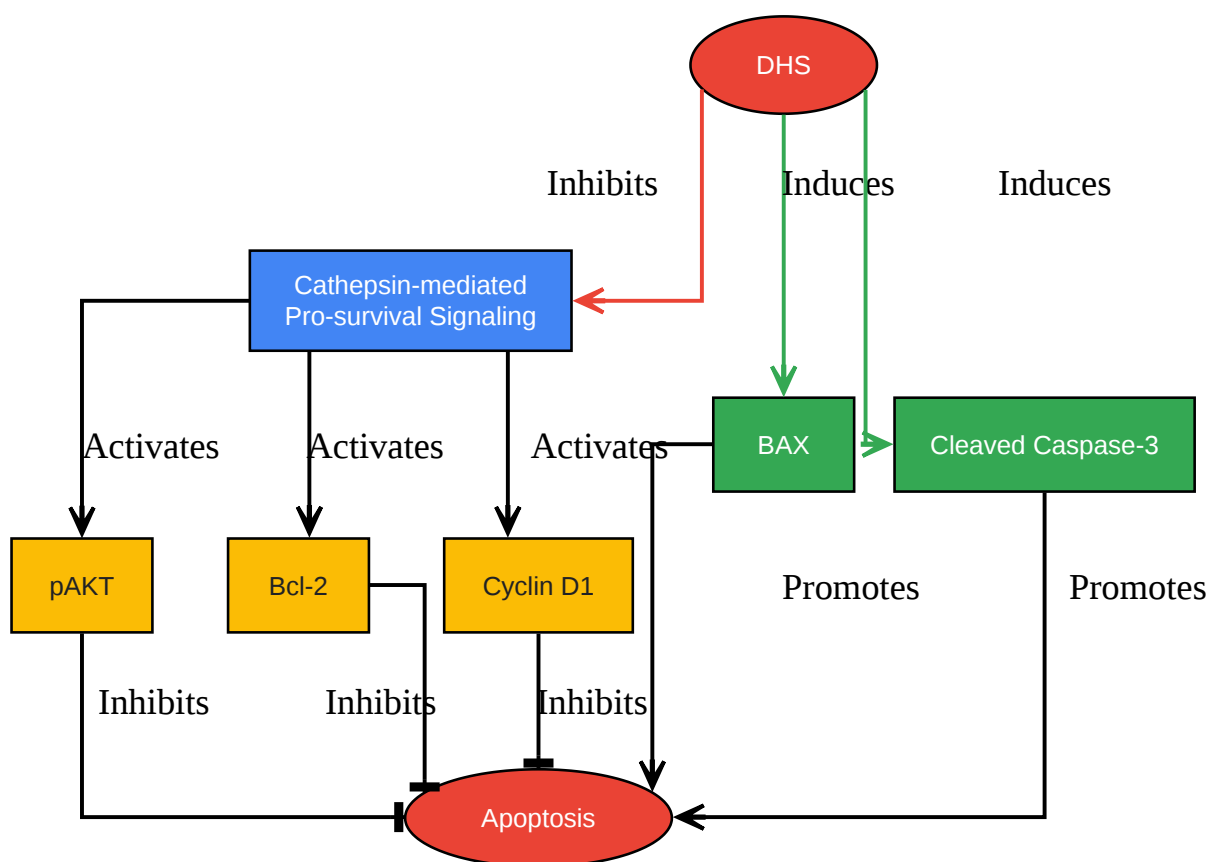 DHS
Inhibits
Induces
Induces
Cathepsin-mediated
Pro-survival Signaling
Activates
Activates
Activates
BAX
Cleaved Caspase-3
pAKT
Bcl-2
Cyclin D1
Promotes
Promotes
Inhibits
Inhibits
Inhibits
Apoptosis